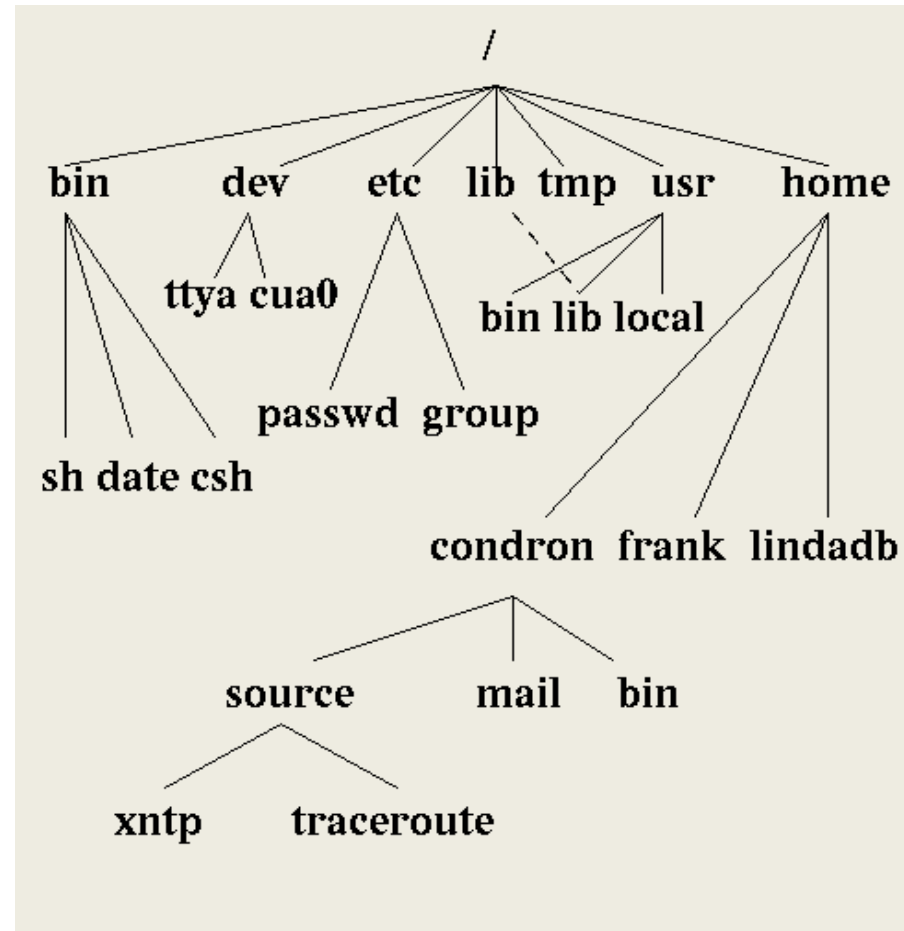 /
bin dev etc lib tmp usr home
ttya cua0
bin lib local
passwd group
sh date csh
condron frank lindadb
source mail bin
xntp traceroute